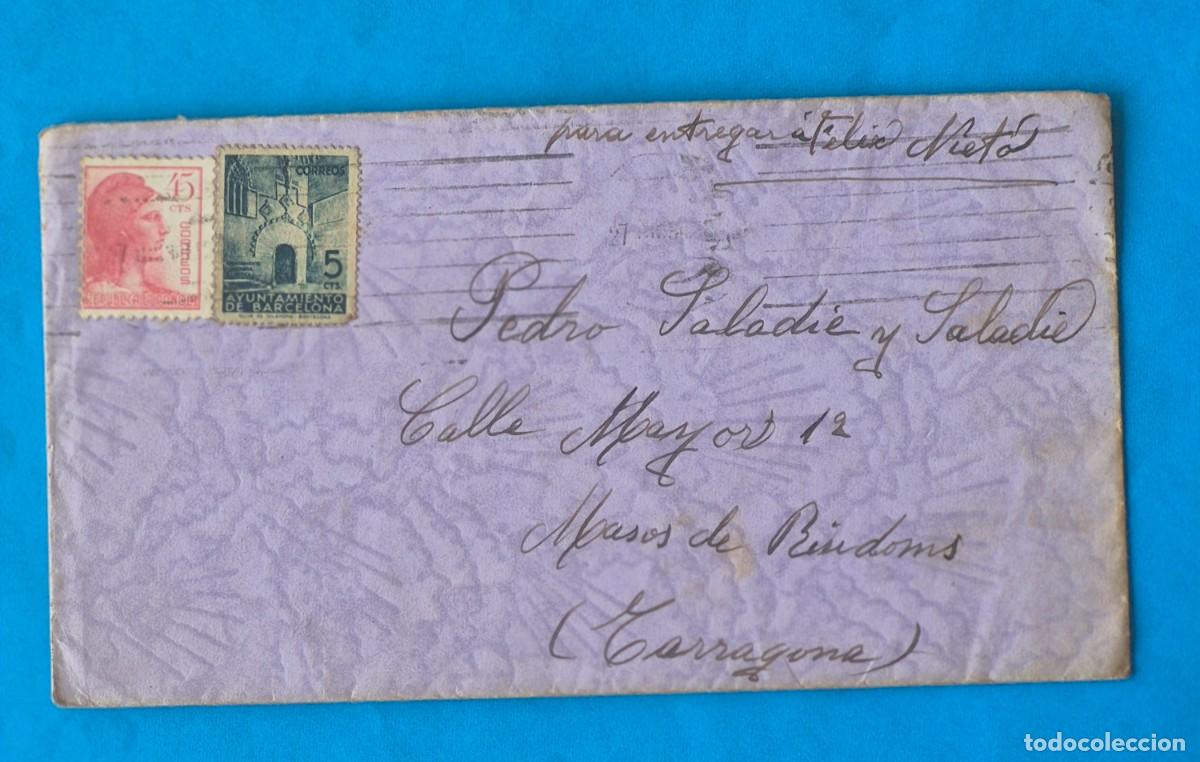 para entregar á Felix Nieto
45
CTS
CORREOS
REPUBLICA ESPAÑOLA
CORREOS
5
CTS
AYUNTAMIENTO
DE BARCELONA
Pedro Saladie y Saladie
Calle Mayor 12
Masos de Riudoms
(Tarragona)
todocoleccion